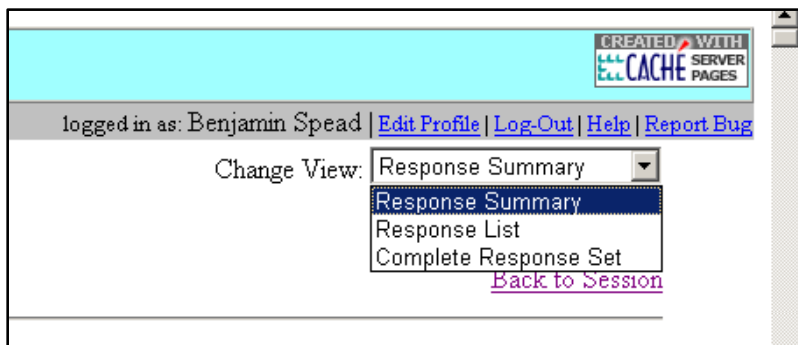 CREATED WITH
CACHÉ SERVER PAGES
logged in as: Benjamin Spead | Edit Profile | Log-Out | Help | Report Bug
Change View: Response Summary
Response Summary
Response List
Complete Response Set
Back to Session